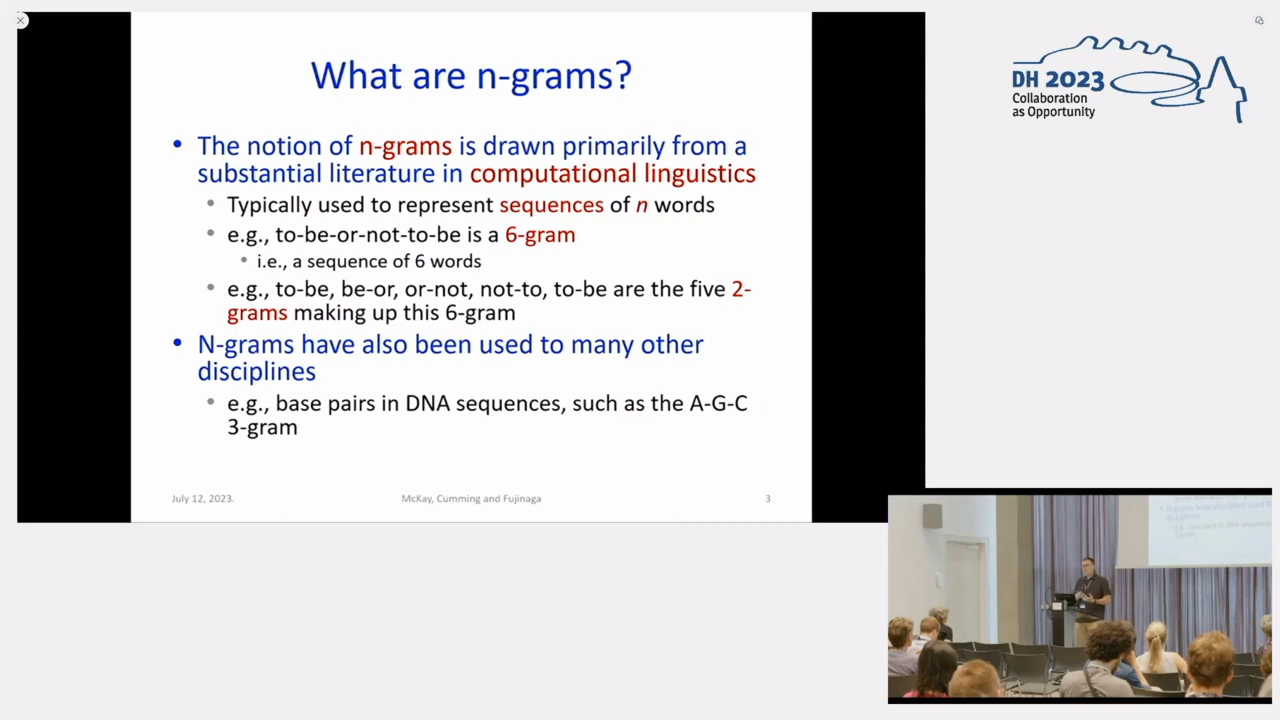 What are n-grams?
• The notion of n-grams is drawn primarily from a
substantial literature in computational linguistics
• Typically used to represent sequences of n words
• e.g., to-be-or-not-to-be is a 6-gram
• i.e., a sequence of 6 words
• e.g., to-be, be-or, or-not, not-to, to-be are the five 2-
grams making up this 6-gram
• N-grams have also been used to many other
disciplines
• e.g., base pairs in DNA sequences, such as the A-G-C
3-gram
July 12, 2023.
McKay, Cumming and Fujinaga
3
DH 2023
Collaboration
as Opportunity